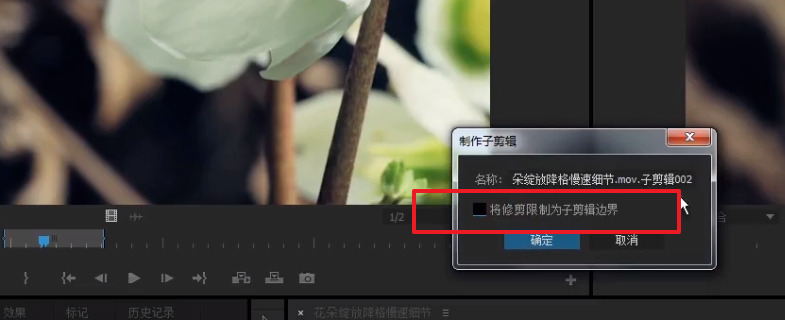 制作子剪辑
名称: 朵绽放降格慢速细节.mov.子剪辑002
将修剪限制为子剪辑边界
1/2
合
确定 取消
效果 标记 历史记录
× 花朵绽放降格慢速细节 ≡